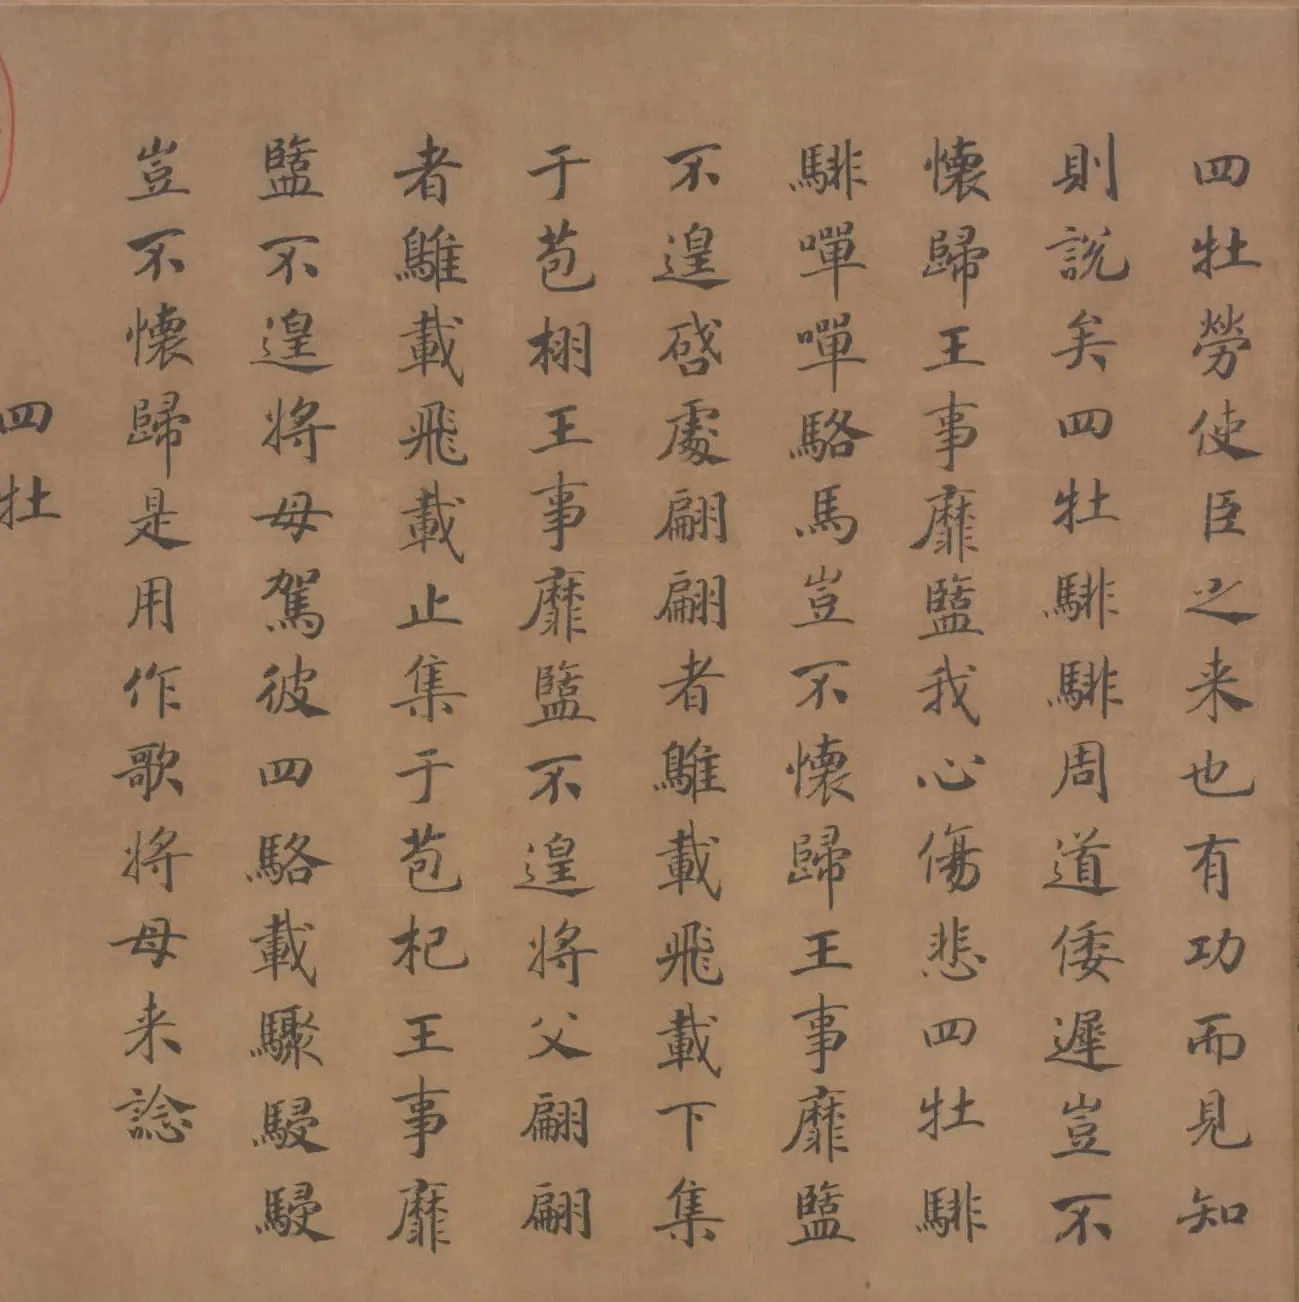 四牡勞使臣之来也有功而見知
則說矣四牡騑騑周道倭遲豈不
懷歸王事靡盬我心傷悲四牡騑
騑嘽嘽駱馬豈不懷歸王事靡盬
不遑啓處翩翩者鵻載飛載下集
于苞栩王事靡盬不遑將父翩翩
者鵻載飛載止集于苞杞王事靡
盬不遑將母駕彼四駱載驟駸駸
豈不懷歸是用作歌將母来諗
四牡